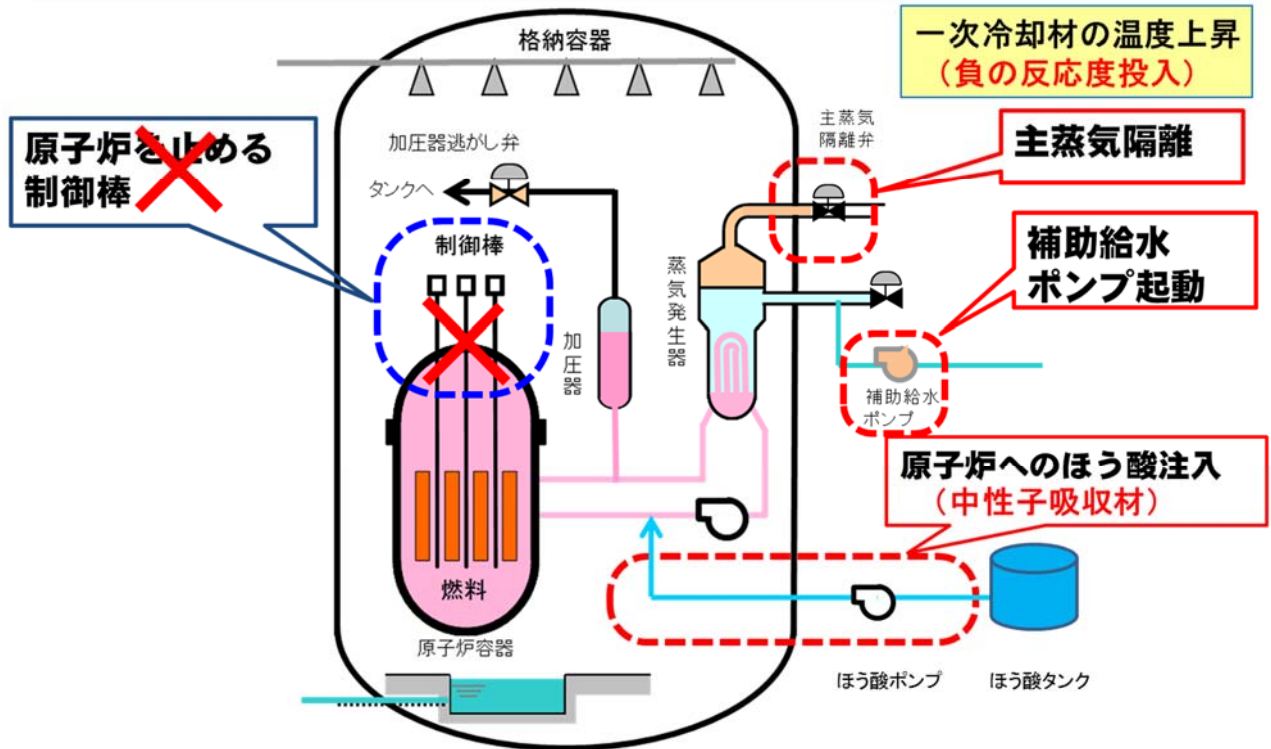 格納容器
一次冷却材の温度上昇
（負の反応度投入）
原子炉を止める
制御棒
加圧器逃がし弁
タンクへ
主蒸気
隔離弁
主蒸気隔離
制御棒
蒸気発生器
加圧器
補助給水
ポンプ起動
補助給水
ポンプ
原子炉へのほう酸注入
（中性子吸収材）
燃料
原子炉容器
ほう酸ポンプ
ほう酸タンク